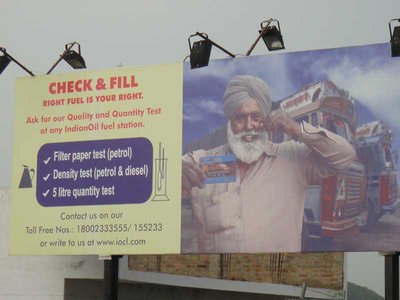 CHECK & FILL
RIGHT FUEL IS YOUR RIGHT.
Ask for our Quality and Quantity Test
at any IndianOil fuel station.
✓ Filter paper test (petrol)
✓ Density test (petrol & diesel)
✓ 5 litre quantity test
Contact us on our
Toll Free Nos.: 18002333555/ 155233
or write to us at www.iocl.com